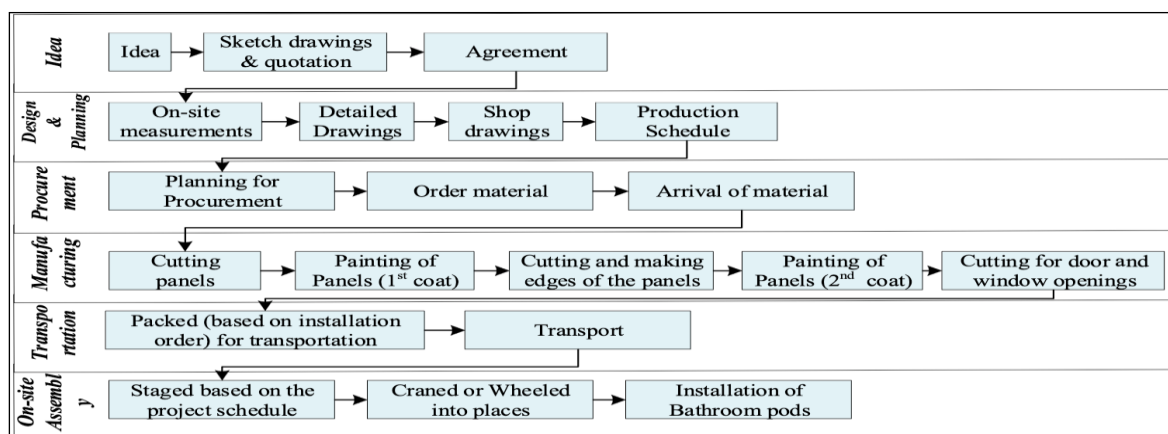 Idea
Idea
Sketch drawings
& quotation
Agreement
Design
&
Planning
On-site
measurements
Detailed
Drawings
Shop
drawings
Production
Schedule
Procure
ment
Planning for
Procurement
Order material
Arrival of material
Manufa
cturing
Cutting
panels
Painting of
Panels (1st coat)
Cutting and making
edges of the panels
Painting of
Panels (2nd coat)
Cutting for door and
window openings
Transpo
rtation
Packed (based on installation
order) for transportation
Transport
On-site
Assembl
y
Staged based on the
project schedule
Craned or Wheeled
into places
Installation of
Bathroom pods